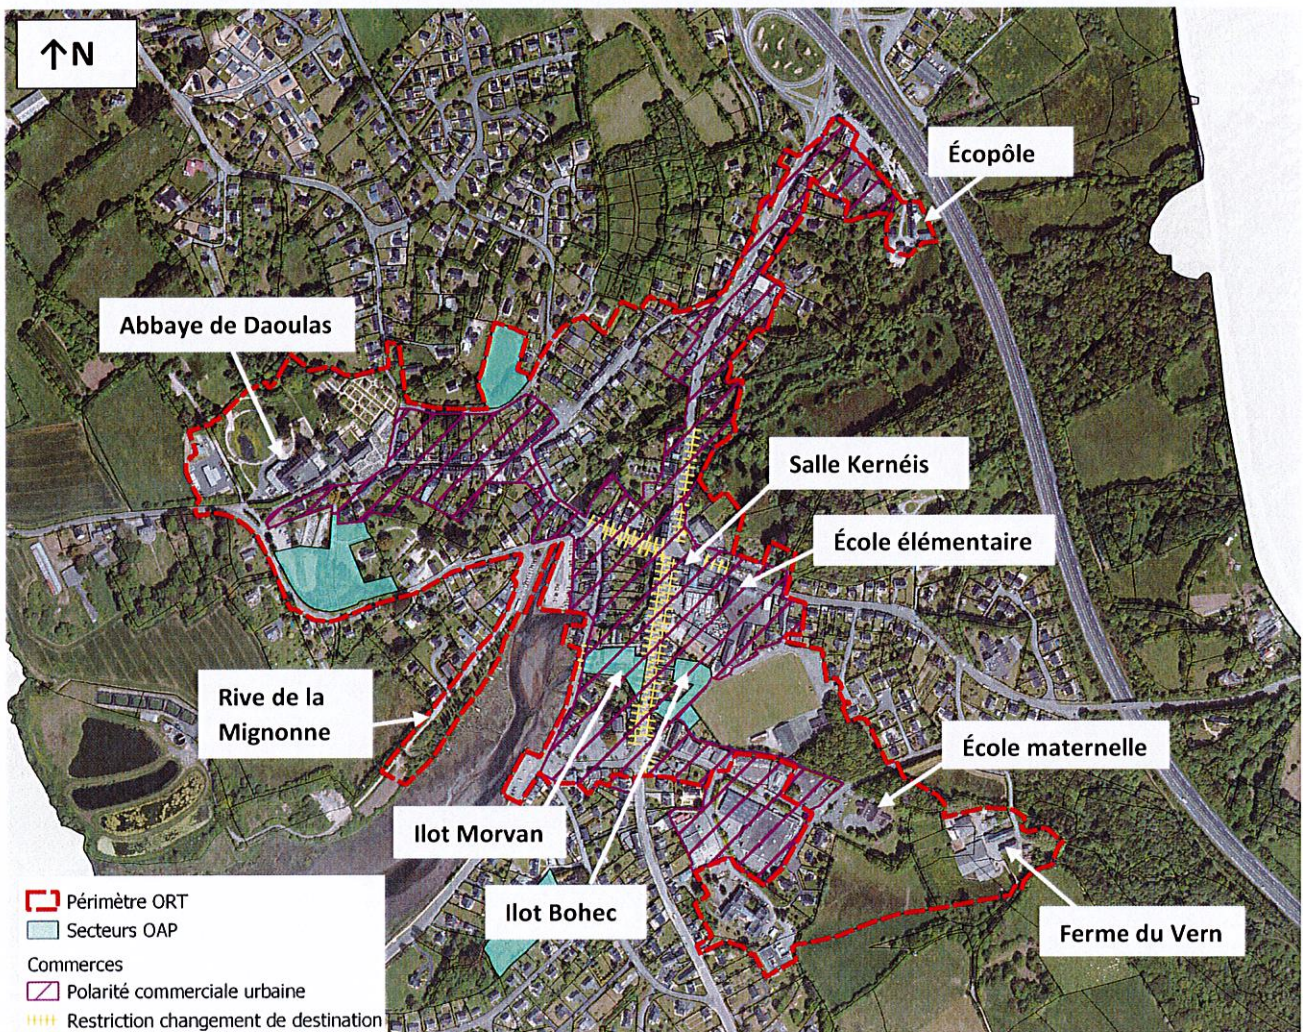 ↑N
Écopôle
Abbaye de Daoulas
Salle Kernéis
École élémentaire
Rive de la
Mignonne
École maternelle
Ilot Morvan
Ilot Bohec
Ferme du Vern
Périmètre ORT
Secteurs OAP
Commerces
Polarité commerciale urbaine
Restriction changement de destination